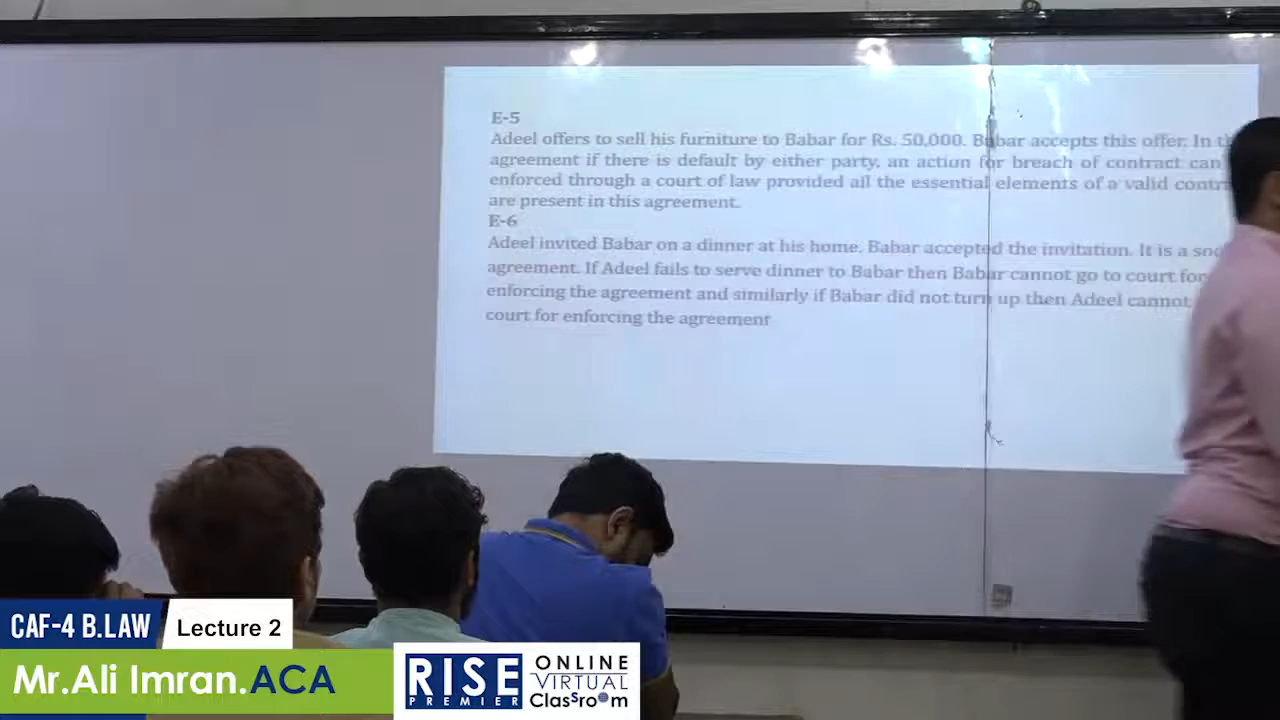 E-5
Adeel offers to sell his furniture to Babar for Rs. 50,000. Babar accepts this offer. In
agreement if there is default by either party, an action for breach of contract can
enforced through a court of law provided all the essential elements of a valid
are present in this agreement.
E-6
Adeel invited Babar on a dinner at his home. Babar accepted the invitation. It is a
agreement. If Adeel fails to serve dinner to Babar then Babar cannot go to court for
enforcing the agreement and similarly if Babar did not turn up then Adeel cannot
court for enforcing the agreement
CAF-4 B.LAW Lecture 2
Mr.Ali Imran.ACA
RISE PREMIER
ONLINE
VIRTUAL
Classroom